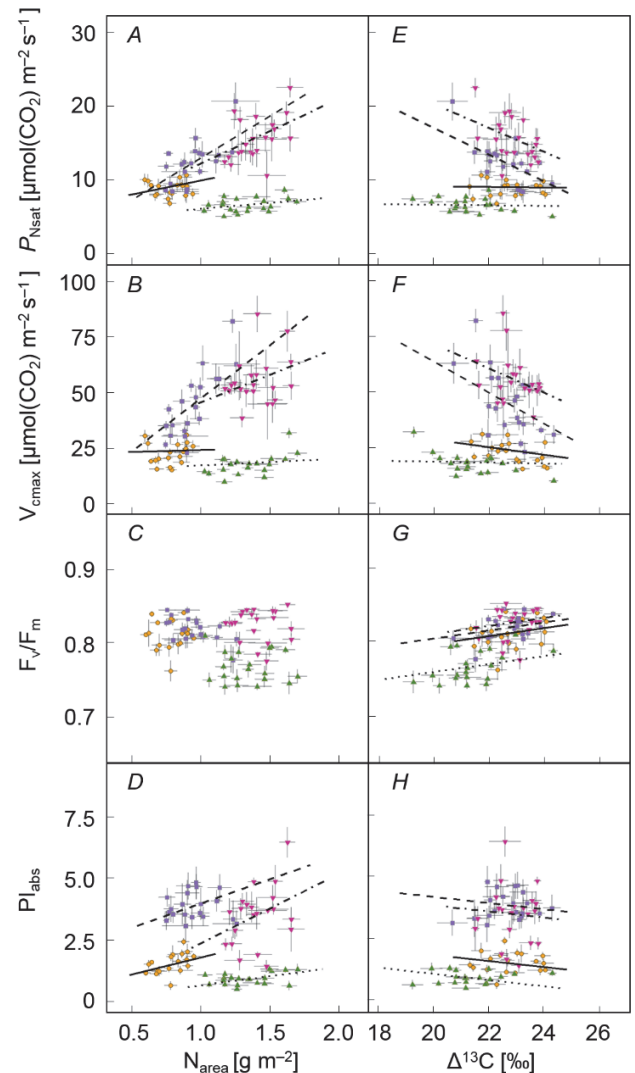 A
E
30
20
10
0
P_Nsat [μmol(CO₂) m⁻² s⁻¹]
B
F
100
75
50
25
0
V_cmax [μmol(CO₂) m⁻² s⁻¹]
C
G
0.9
0.8
0.7
F_v/F_m
D
H
7.5
5.0
2.5
0
PI_abs
0.5 1.0 1.5 2.0 18 20 22 24 26
N_area [g m⁻²] Δ¹³C [‰]